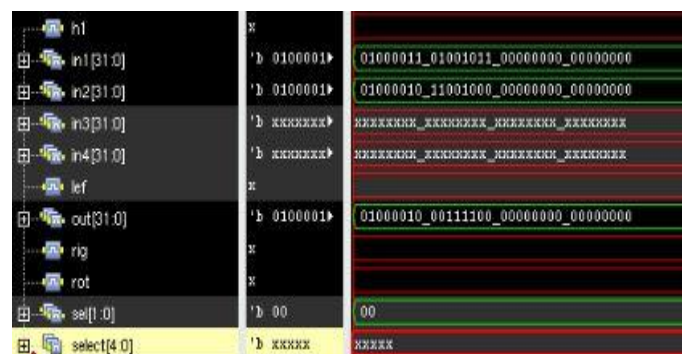 h1 x
in1[31:0] 'b 0100001 01000011_01001011_00000000_00000000
in2[31:0] 'b 0100001 01000010_11001000_00000000_00000000
in3[31:0] 'b xxxxxxx xxxxxxxx_xxxxxxxx_xxxxxxxx_xxxxxxxx
in4[31:0] 'b xxxxxxx xxxxxxxx_xxxxxxxx_xxxxxxxx_xxxxxxxx
lef x
out[31:0] 'b 0100001 01000010_00111100_00000000_00000000
rig x
rot x
sel[1:0] 'b 00 00
select[4:0] 'b xxxxx xxxxx